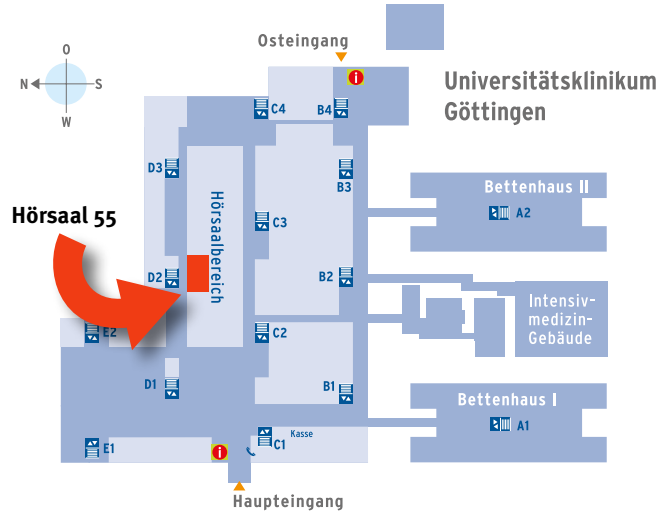 Osteingang
O
N
S
W
Universitätsklinikum
Göttingen
i
C4
B4
D3
B3
Bettenhaus II
A2
Hörsaal 55
Hörsaalbereich
C3
D2
B2
Intensiv-
medizin-
Gebäude
E2
C2
D1
B1
Bettenhaus I
A1
Kasse
E1
i
C1
Haupteingang